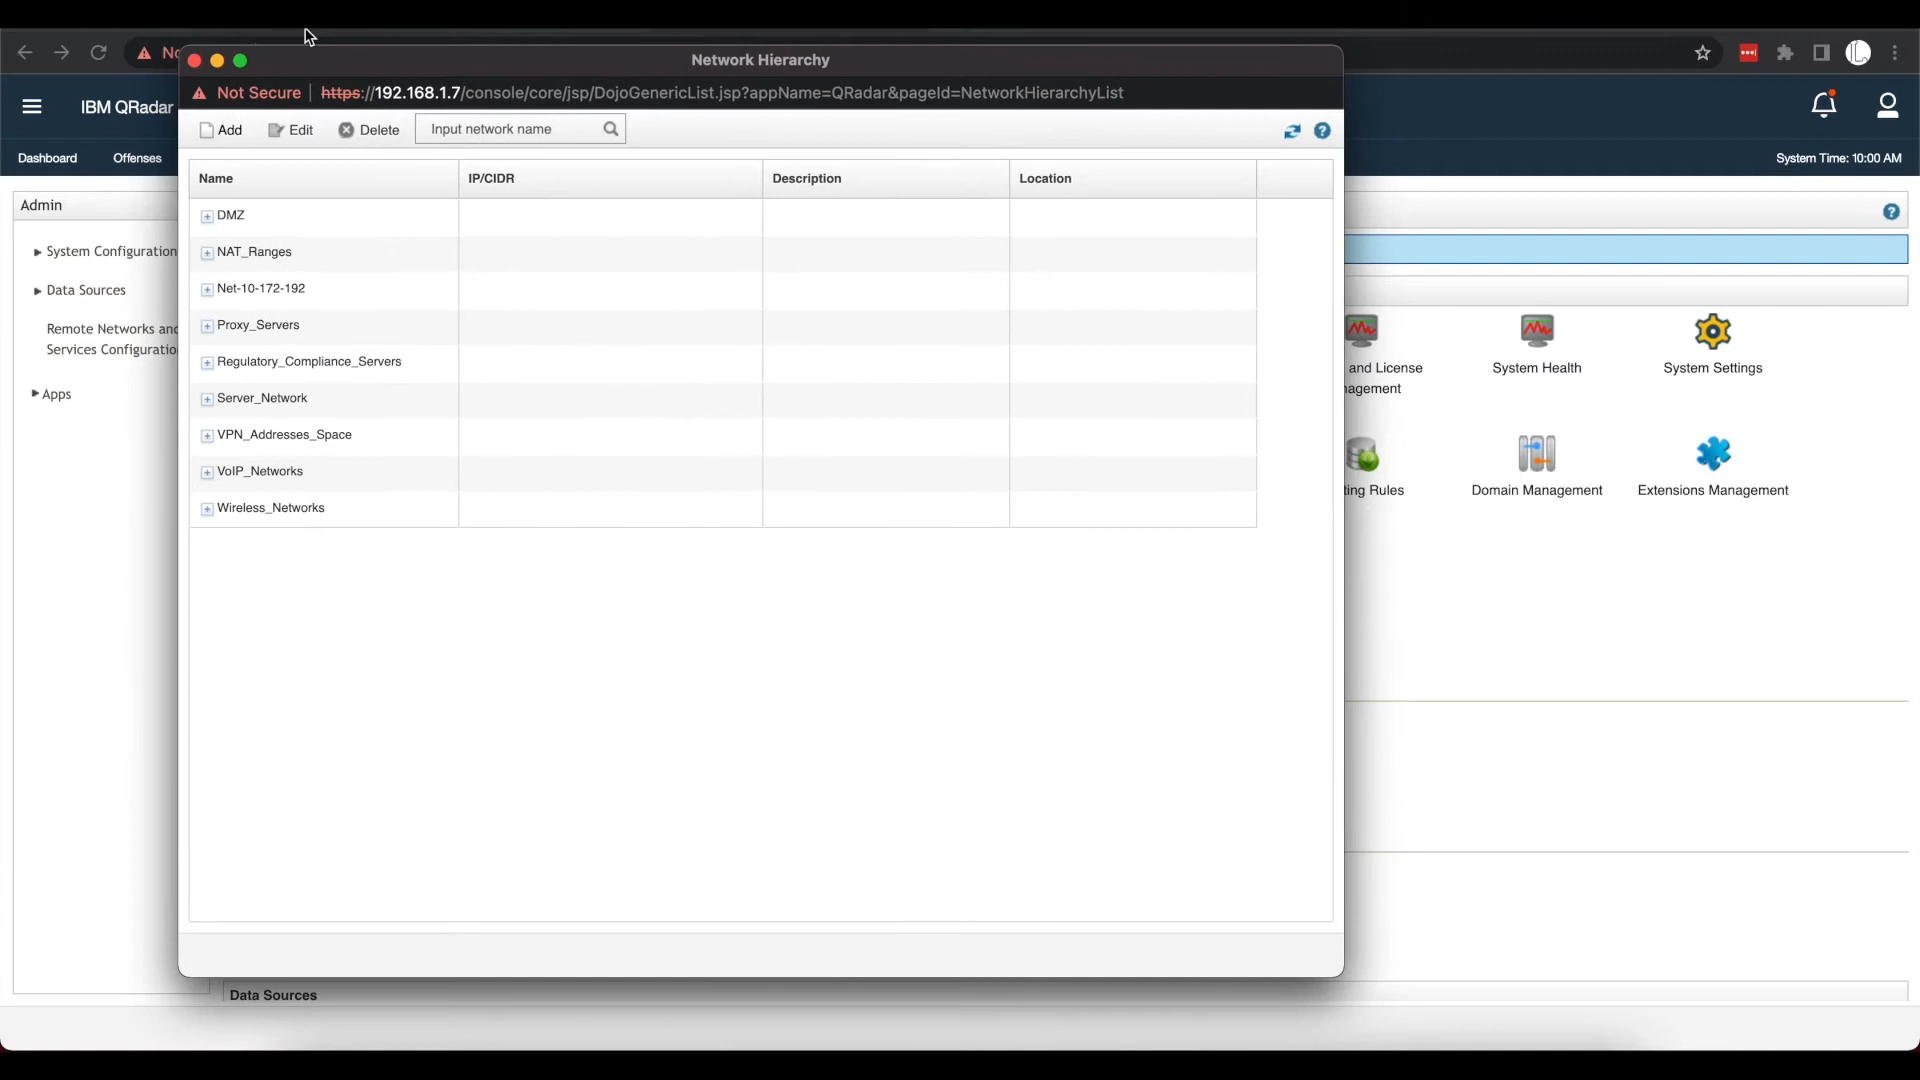 Network Hierarchy
No
Not Secure | https://192.168.1.7/console/core/jsp/DojoGenericList.jsp?appName=QRadar&pageId=NetworkHierarchyList
IBM QRadar
Add Edit Delete Input network name
Dashboard Offenses
System Time: 10:00 AM
Name IP/CIDR Description Location
Admin
DMZ
System Configuration
NAT_Ranges
Data Sources
Net-10-172-192
Remote Networks and
Services Configuratio
Proxy_Servers
Regulatory_Compliance_Servers
and License
agement
System Health
System Settings
Apps
Server_Network
VPN_Addresses_Space
VoIP_Networks
ting Rules
Domain Management
Extensions Management
Wireless_Networks
Data Sources